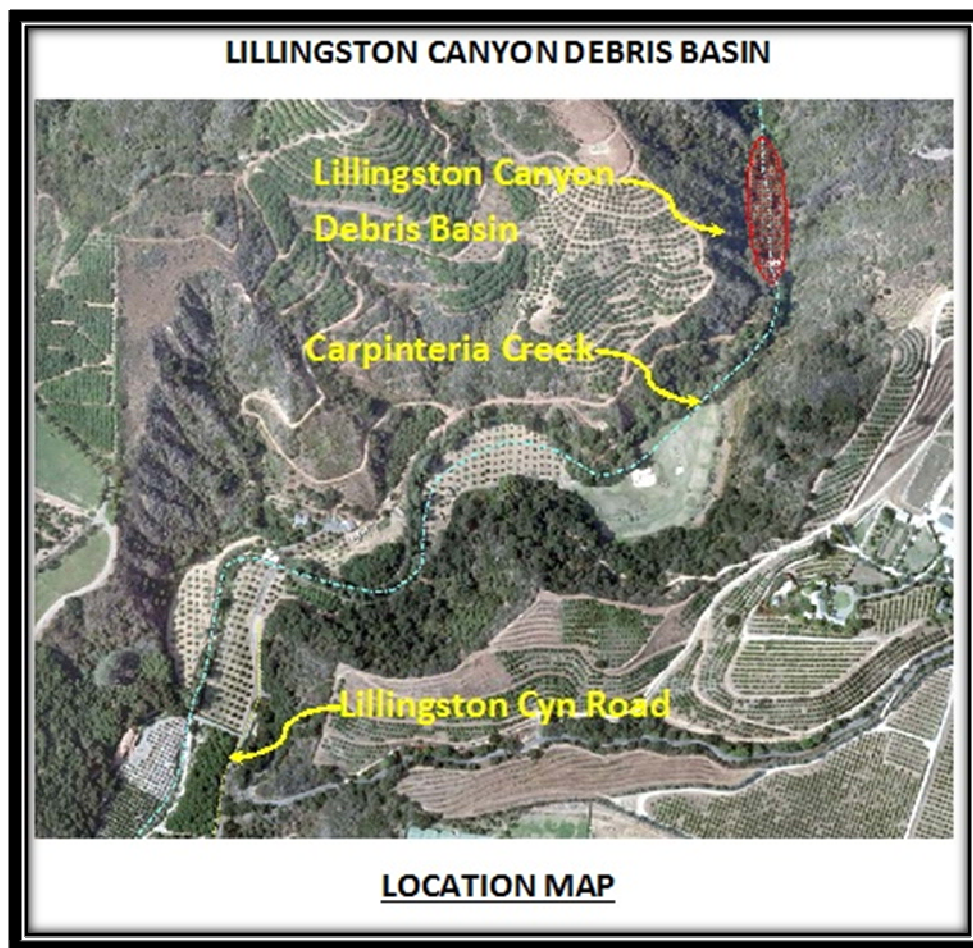 LILLINGSTON CANYON DEBRIS BASIN
Lillingston Canyon
Debris Basin
Carpinteria Creek
Lillingston Cyn Road
LOCATION MAP